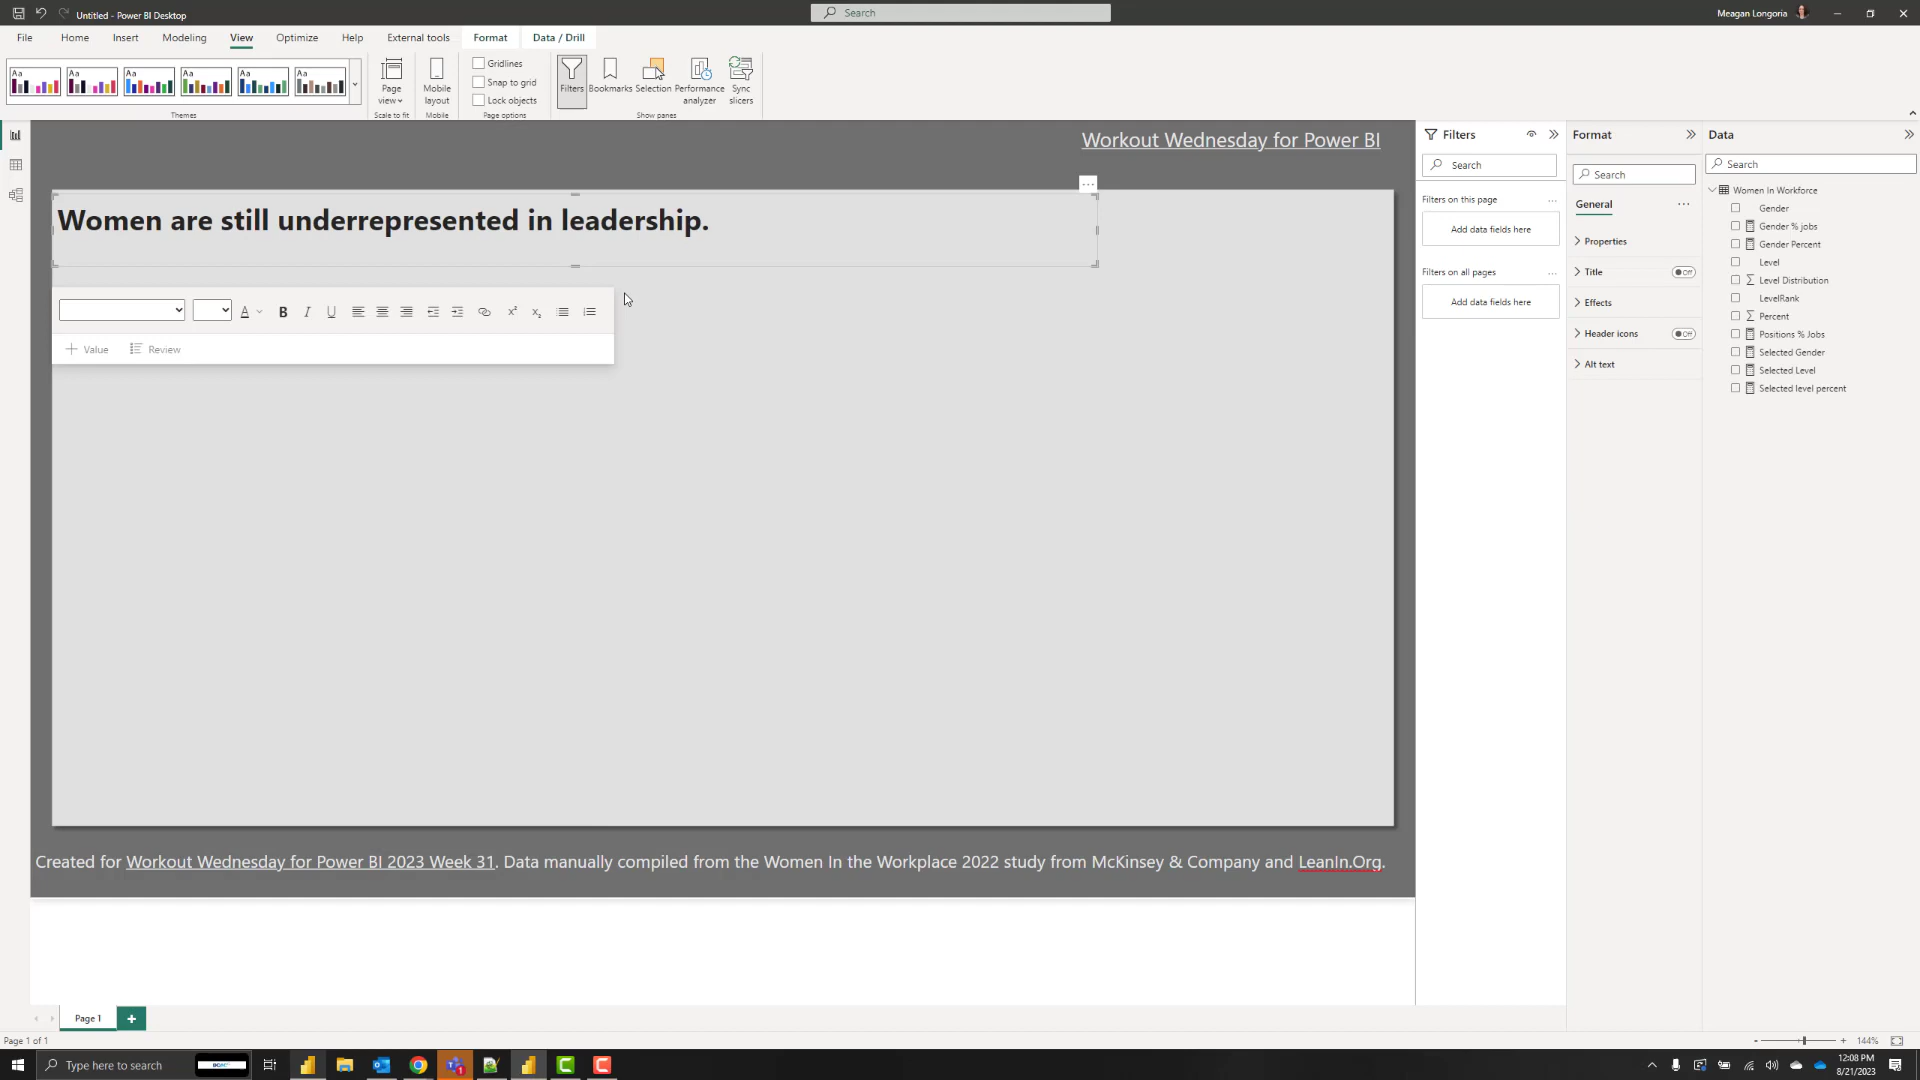 Untitled - Power BI Desktop
Search
Meagan Longoria
File
Home
Insert
Modeling
View
Optimize
Help
External tools
Format
Data / Drill
Aa
Aa
Aa
Aa
Aa
Aa
Themes
Page
view
Scale to fit
Mobile
layout
Mobile
Gridlines
Snap to grid
Lock objects
Page options
Filters
Bookmarks
Selection
Performance
analyzer
Sync
slicers
Show panes
Workout Wednesday for Power BI
Women are still underrepresented in leadership.
A
B
I
U
Value
Review
Created for Workout Wednesday for Power BI 2023 Week 31. Data manually compiled from the Women In the Workplace 2022 study from McKinsey & Company and LeanIn.Org.
Filters
Search
Filters on this page
Add data fields here
Filters on all pages
Add data fields here
Format
Search
General
Properties
Title
Off
Effects
Header icons
Off
Alt text
Data
Search
Women In Workforce
Gender
Gender % jobs
Gender Percent
Level
Level Distribution
LevelRank
Percent
Positions % Jobs
Selected Gender
Selected Level
Selected level percent
Page 1
Page 1 of 1
144%
Type here to search
12:08 PM
8/21/2023